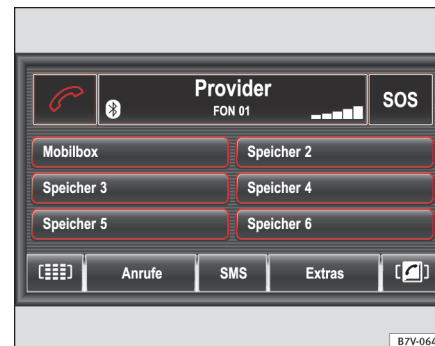 Provider
FON 01
SOS
Mobilbox
Speicher 2
Speicher 3
Speicher 4
Speicher 5
Speicher 6
Anrufe
SMS
Extras
B7V-064